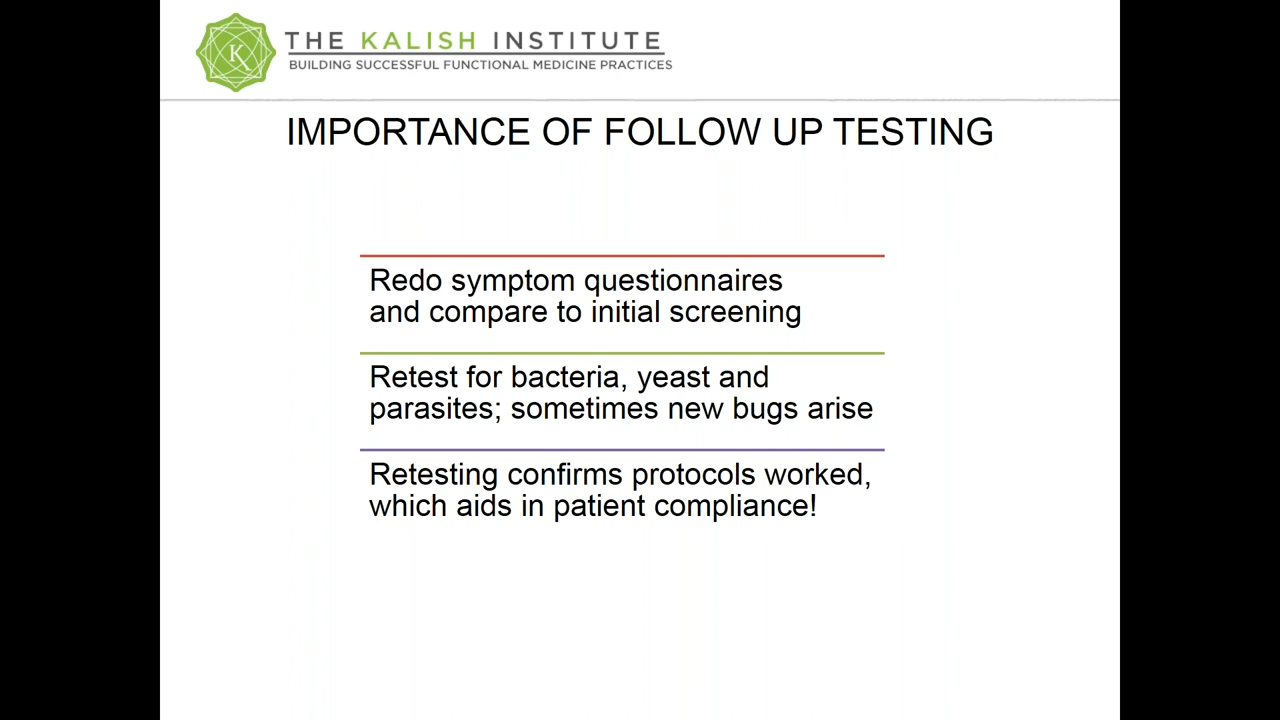 K
THE KALISH INSTITUTE
BUILDING SUCCESSFUL FUNCTIONAL MEDICINE PRACTICES
IMPORTANCE OF FOLLOW UP TESTING
Redo symptom questionnaires
and compare to initial screening
Retest for bacteria, yeast and
parasites; sometimes new bugs arise
Retesting confirms protocols worked,
which aids in patient compliance!